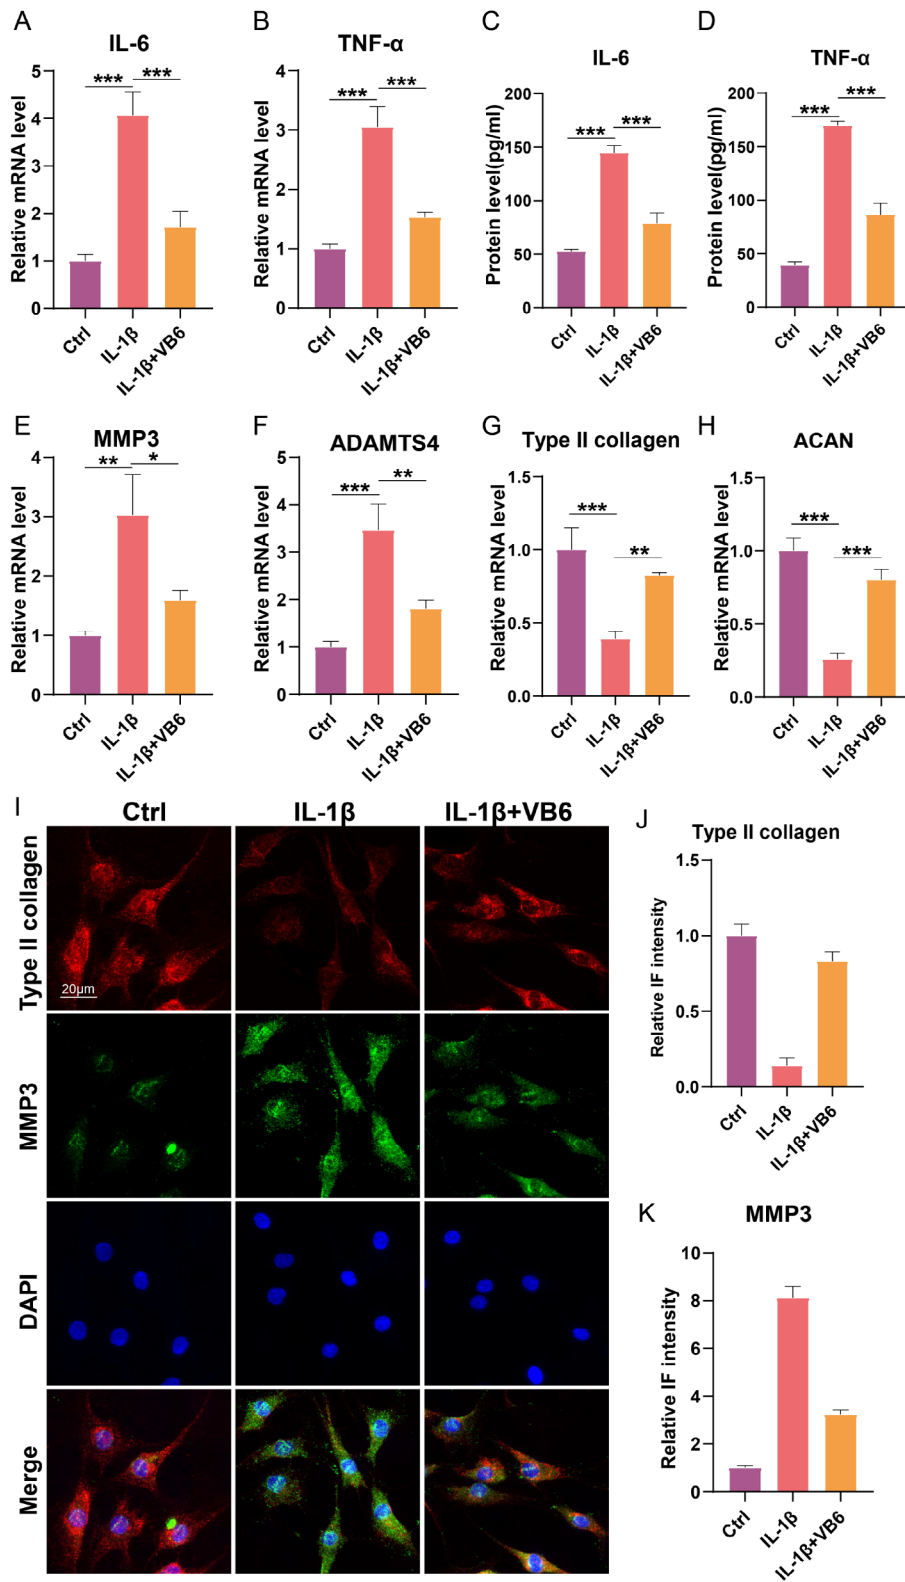 A
IL-6
Relative mRNA level
5
4
3
2
1
0
***
***
Ctrl
IL-1β
IL-1β+VB6
B
TNF-α
Relative mRNA level
4
3
2
1
0
***
***
Ctrl
IL-1β
IL-1β+VB6
C
IL-6
Protein level(pg/ml)
200
150
100
50
0
***
***
Ctrl
IL-1β
IL-1β+VB6
D
TNF-α
Protein level(pg/ml)
200
150
100
50
0
***
***
Ctrl
IL-1β
IL-1β+VB6
E
MMP3
Relative mRNA level
4
3
2
1
0
**
*
Ctrl
IL-1β
IL-1β+VB6
F
ADAMTS4
Relative mRNA level
5
4
3
2
1
0
***
**
Ctrl
IL-1β
IL-1β+VB6
G
Type II collagen
Relative mRNA level
1.5
1.0
0.5
0.0
***
**
Ctrl
IL-1β
IL-1β+VB6
H
ACAN
Relative mRNA level
1.5
1.0
0.5
0.0
***
***
Ctrl
IL-1β
IL-1β+VB6
I
Ctrl
IL-1β
IL-1β+VB6
Type II collagen
20μm
MMP3
DAPI
Merge
J
Type II collagen
Relative IF intensity
1.5
1.0
0.5
0.0
Ctrl
IL-1β
IL-1β+VB6
K
MMP3
Relative IF intensity
10
8
6
4
2
0
Ctrl
IL-1β
IL-1β+VB6